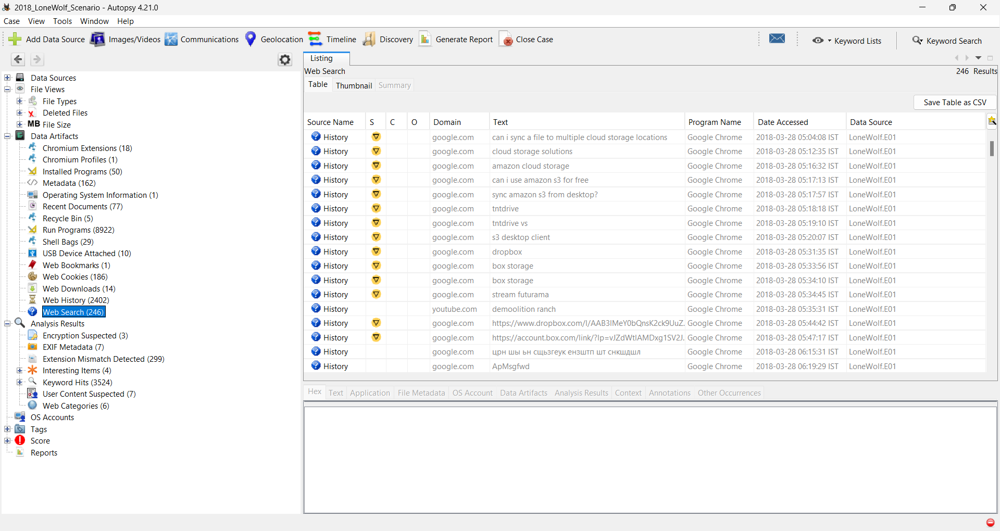 2018_LoneWolf_Scenario - Autopsy 4.21.0
Case View Tools Window Help
Add Data Source Images/Videos Communications Geolocation Timeline Discovery Generate Report Close Case Keyword Lists Keyword Search
Data Sources
File Views
File Types
Deleted Files
MB File Size
Data Artifacts
Chromium Extensions (18)
Chromium Profiles (1)
Installed Programs (50)
Metadata (162)
Operating System Information (1)
Recent Documents (77)
Recycle Bin (5)
Run Programs (8922)
Shell Bags (29)
USB Device Attached (10)
Web Bookmarks (1)
Web Cookies (186)
Web Downloads (14)
Web History (2402)
Web Search (246)
Analysis Results
Encryption Suspected (3)
EXIF Metadata (7)
Extension Mismatch Detected (299)
Interesting Items (4)
Keyword Hits (3524)
User Content Suspected (7)
Web Categories (6)
OS Accounts
Tags
Score
Reports
Listing
Web Search 246 Results
Table Thumbnail Summary
Save Table as CSV
Source Name S C O Domain Text Program Name Date Accessed Data Source
History google.com can i sync a file to multiple cloud storage locations Google Chrome 2018-03-28 05:04:08 IST LoneWolf.E01
History google.com cloud storage solutions Google Chrome 2018-03-28 05:12:35 IST LoneWolf.E01
History google.com amazon cloud storage Google Chrome 2018-03-28 05:16:32 IST LoneWolf.E01
History google.com can i use amazon s3 for free Google Chrome 2018-03-28 05:17:13 IST LoneWolf.E01
History google.com sync amazon s3 from desktop? Google Chrome 2018-03-28 05:17:57 IST LoneWolf.E01
History google.com tntdrive Google Chrome 2018-03-28 05:18:18 IST LoneWolf.E01
History google.com tntdrive vs Google Chrome 2018-03-28 05:19:10 IST LoneWolf.E01
History google.com s3 desktop client Google Chrome 2018-03-28 05:20:07 IST LoneWolf.E01
History google.com dropbox Google Chrome 2018-03-28 05:31:35 IST LoneWolf.E01
History google.com box storage Google Chrome 2018-03-28 05:33:56 IST LoneWolf.E01
History google.com box storage Google Chrome 2018-03-28 05:34:10 IST LoneWolf.E01
History google.com stream futurama Google Chrome 2018-03-28 05:34:45 IST LoneWolf.E01
History youtube.com demoolition ranch Google Chrome 2018-03-28 05:35:31 IST LoneWolf.E01
History google.com https://www.dropbox.com/l/AAB3IMeY0bQnsK2ck9UuZ. Google Chrome 2018-03-28 05:44:42 IST LoneWolf.E01
History google.com https://account.box.com/link/?lp=vJZdWtlAMDxg1SV2J. Google Chrome 2018-03-28 05:47:17 IST LoneWolf.E01
History google.com црн шы ьн сщьзгеук ензштп шт снкшдшл Google Chrome 2018-03-28 06:15:31 IST LoneWolf.E01
History google.com ApMsgfwd Google Chrome 2018-03-28 06:19:29 IST LoneWolf.E01
Hex Text Application File Metadata OS Account Data Artifacts Analysis Results Context Annotations Other Occurrences